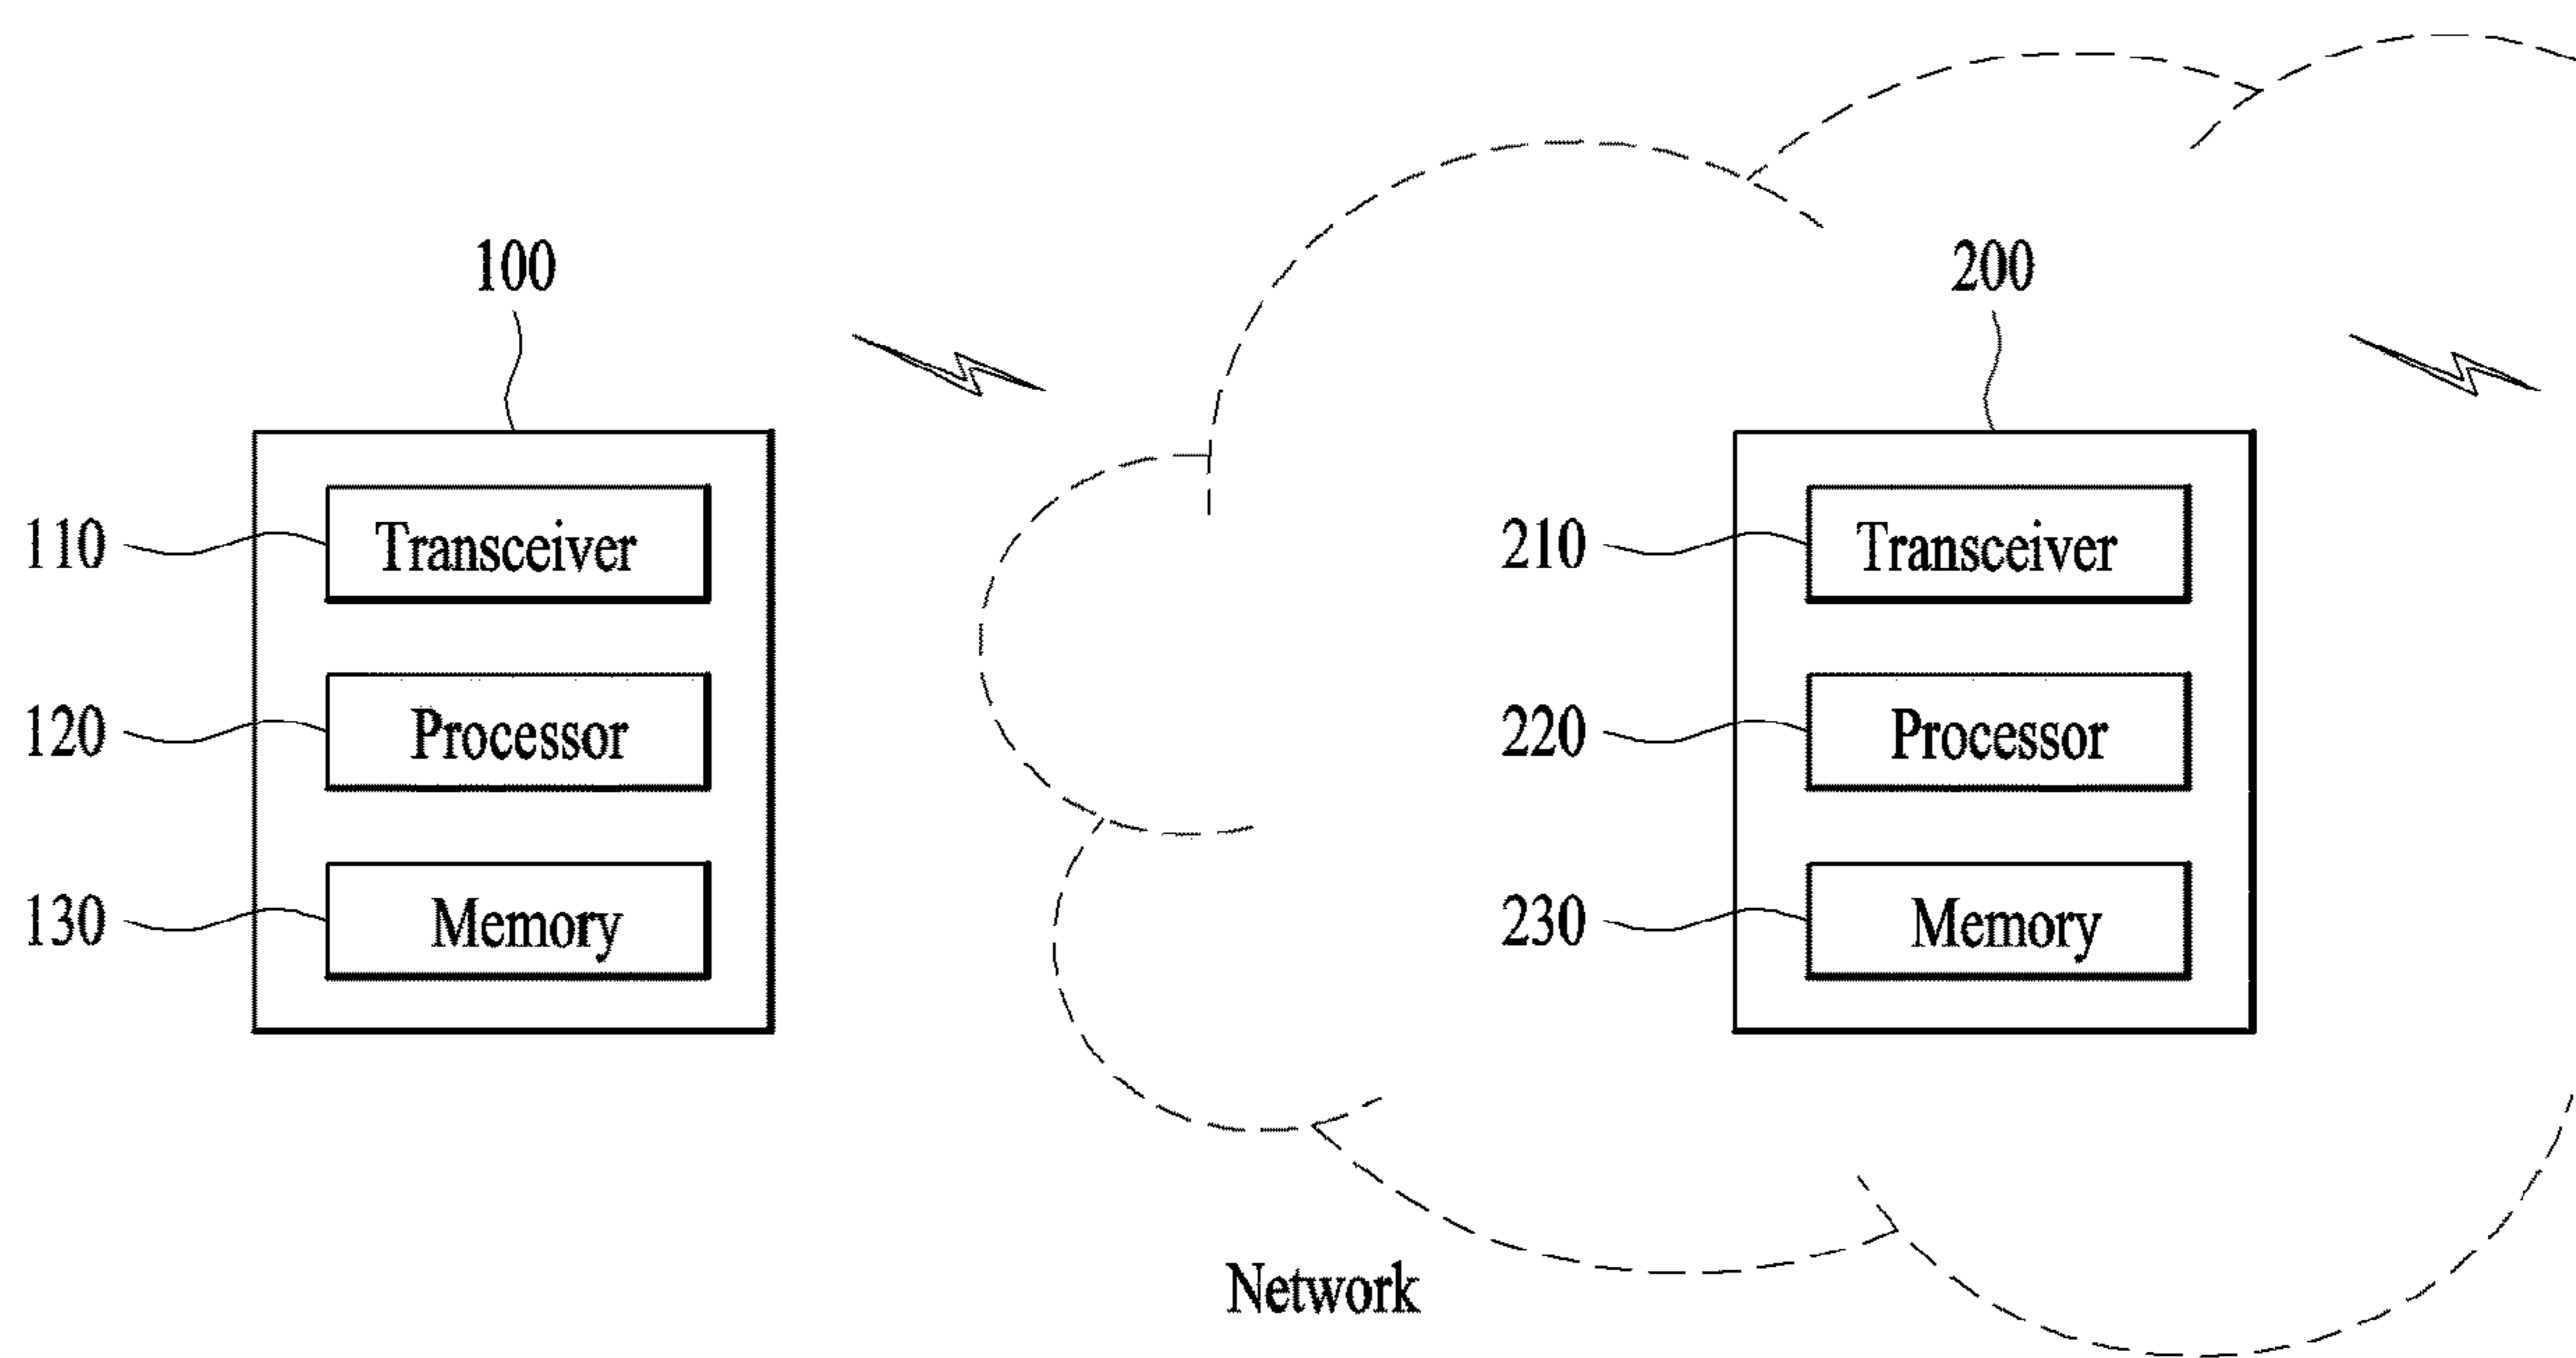 100
200
110
Transceiver
210
Transceiver
120
Processor
220
Processor
130
Memory
230
Memory
Network